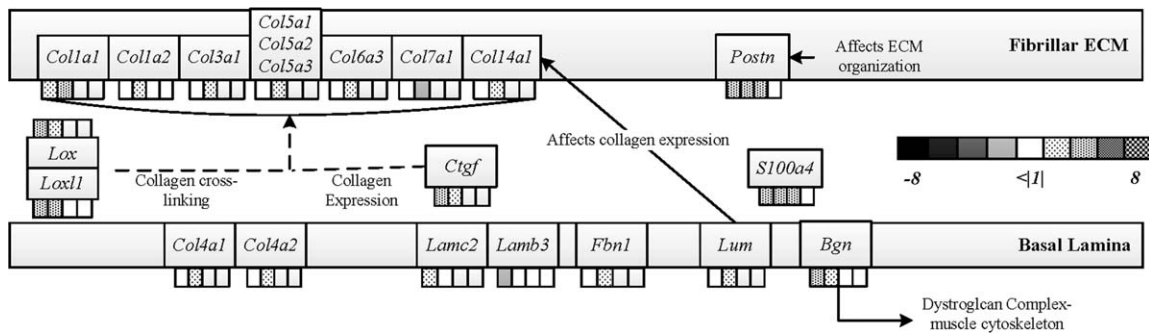 Col1a1
Col1a2
Col3a1
Col5a1
Col5a2
Col5a3
Col6a3
Col7a1
Col14a1
Postn
Affects ECM
organization
Fibrillar ECM
Lox
Loxl1
Collagen cross-
linking
Collagen
Expression
Ctgf
Affects collagen expression
S100a4
-8
<|1|
8
Col4a1
Col4a2
Lamc2
Lamb3
Fbn1
Lum
Bgn
Basal Lamina
Dystroglcan Complex-
muscle cytoskeleton